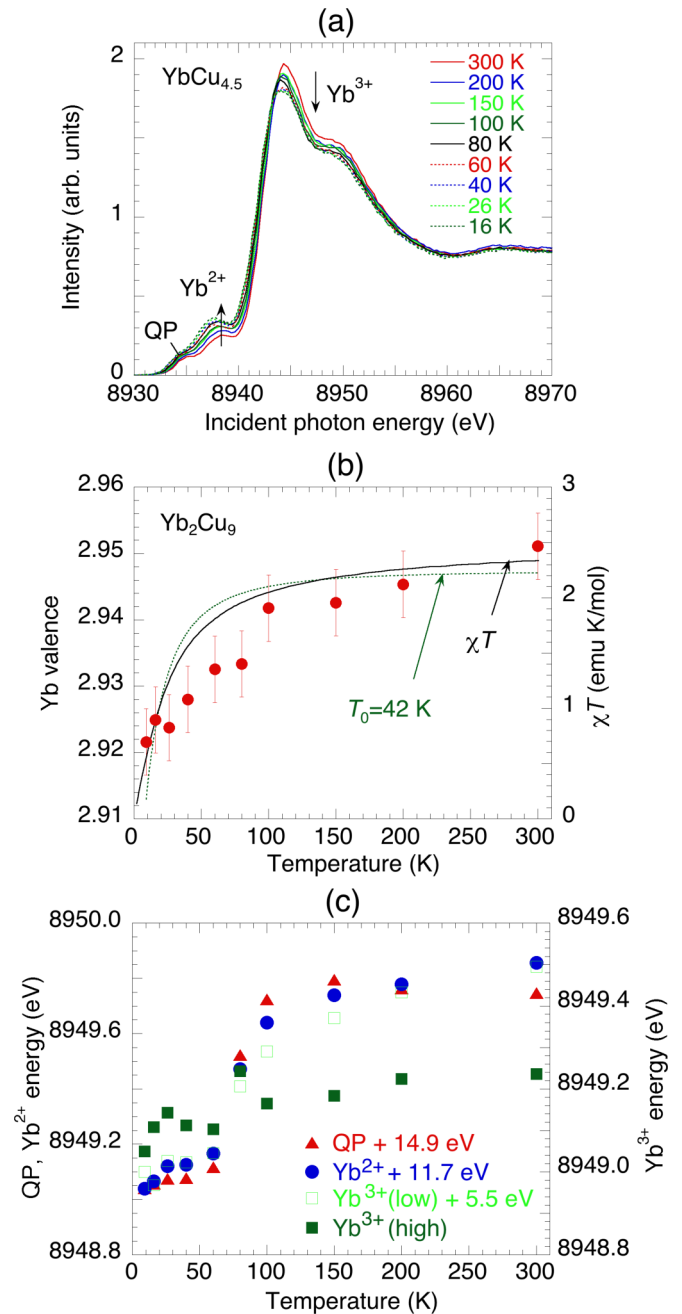 (a)
2
YbCu4.5
Yb3+
300 K
200 K
150 K
100 K
80 K
60 K
40 K
26 K
16 K
Intensity (arb. units)
1
Yb2+
QP
0
8930 8940 8950 8960 8970
Incident photon energy (eV)
(b)
2.96
2.95
2.94
2.93
2.92
2.91
Yb2Cu9
3
2
1
0
Yb valence
χT (emu K/mol)
χT
T0=42 K
0 50 100 150 200 250 300
Temperature (K)
(c)
8950.0
8949.6
8949.2
8948.8
8949.6
8949.4
8949.2
8949.0
8948.8
QP, Yb2+ energy (eV)
Yb3+ energy (eV)
QP + 14.9 eV
Yb2+ + 11.7 eV
Yb3+ (low) + 5.5 eV
Yb3+ (high)
0 50 100 150 200 250 300
Temperature (K)